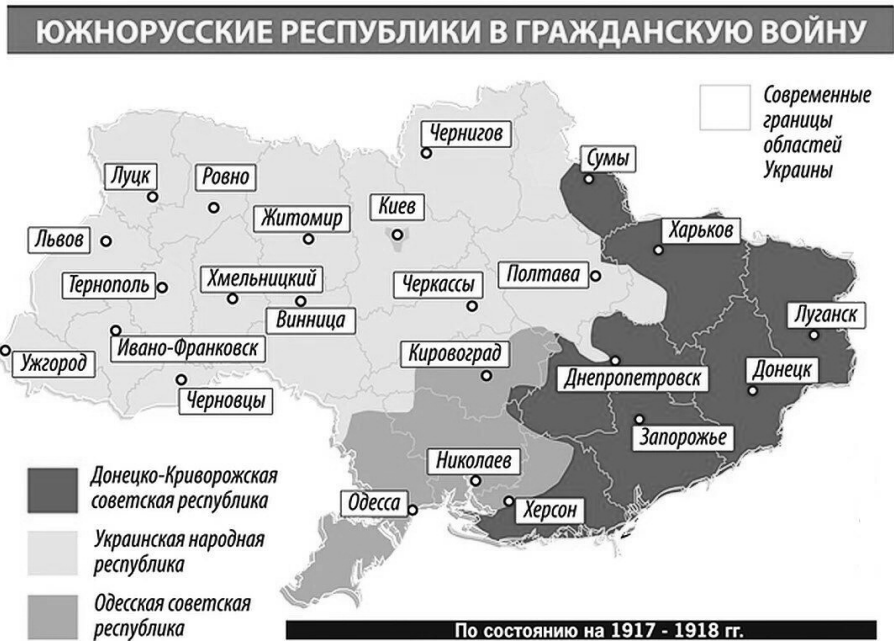 ЮЖНОРУССКИЕ РЕСПУБЛИКИ В ГРАЖДАНСКУЮ ВОЙНУ
Современные
границы
областей
Украины
Чернигов
Сумы
Луцк
Ровно
Киев
Житомир
Харьков
Львов
Полтава
Тернополь
Хмельницкий
Черкассы
Винница
Луганск
Ивано-Франковск
Кировоград
Ужгород
Днепропетровск
Донецк
Черновцы
Запорожье
Николаев
Одесса
Херсон
Донецко-Криворожская
советская республика
Украинская народная
республика
Одесская советская
республика
По состоянию на 1917 - 1918 гг.